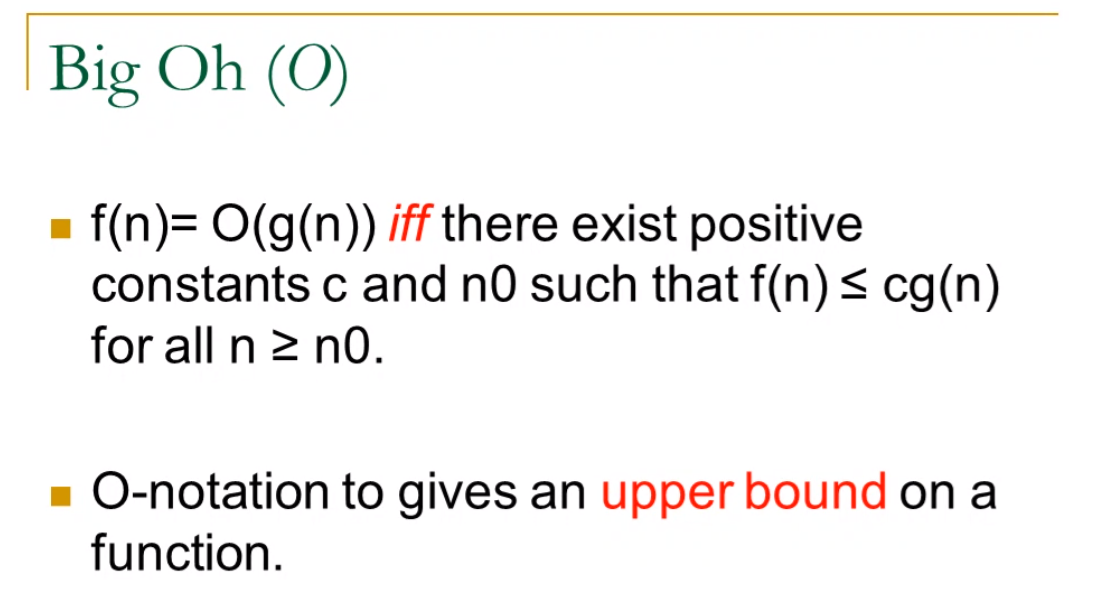 Big Oh (O)
f(n)= O(g(n)) iff there exist positive
constants c and n0 such that f(n) ≤ cg(n)
for all n ≥ n0.
O-notation to gives an upper bound on a
function.